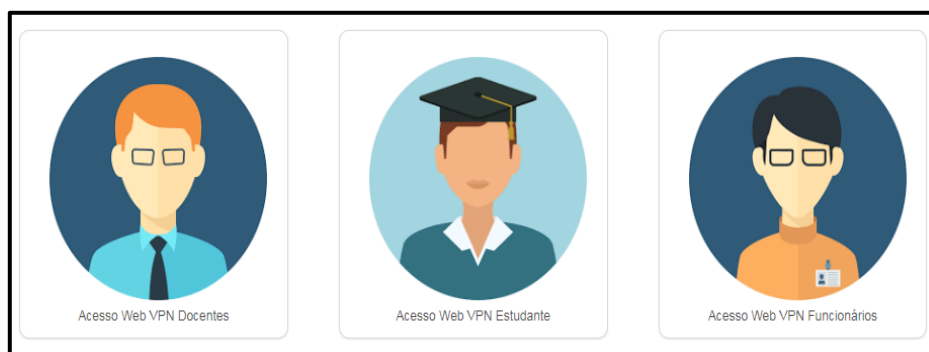 Acesso Web VPN Docentes
Acesso Web VPN Estudante
Acesso Web VPN Funcionários